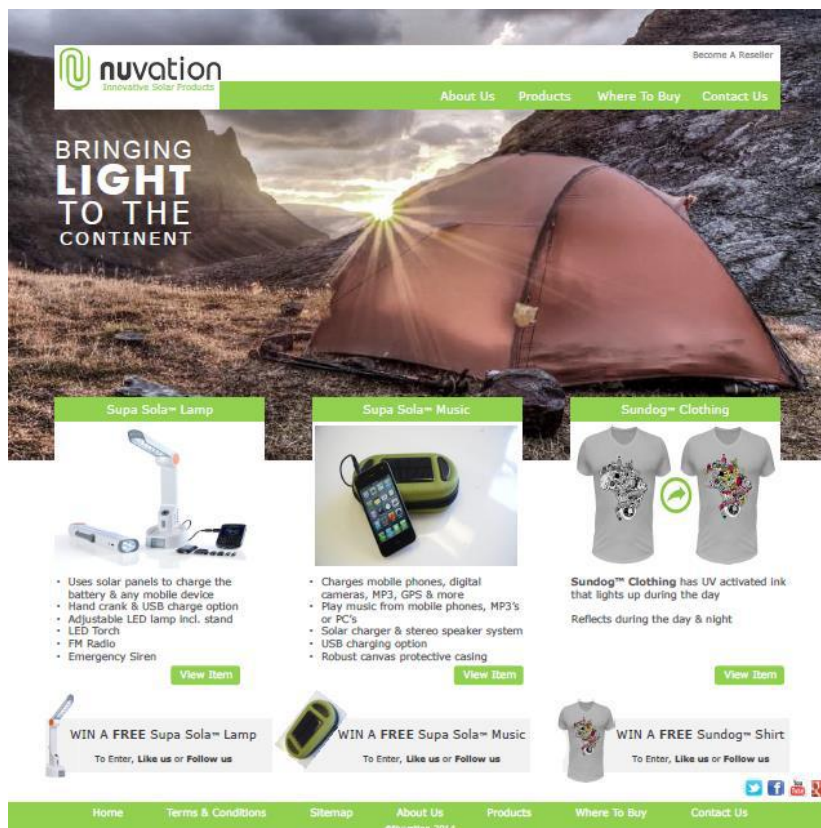 nuvation
Innovative Solar Products
Become A Reseller
About Us Products Where To Buy Contact Us
BRINGING
LIGHT
TO THE
CONTINENT
Supa Sola™ Lamp
Supa Sola™ Music
Sundog™ Clothing
• Uses solar panels to charge the
battery & any mobile device
• Hand crank & USB charge option
• Adjustable LED lamp incl. stand
• LED Torch
• FM Radio
• Emergency Siren
View Item
• Charges mobile phones, digital
cameras, MP3, GPS & more
• Play music from mobile phones, MP3's
or PC's
• Solar charger & stereo speaker system
• USB charging option
• Robust canvas protective casing
View Item
Sundog™ Clothing has UV activated ink
that lights up during the day
Reflects during the day & night
View Item
WIN A FREE Supa Sola™ Lamp
To Enter, Like us or Follow us
WIN A FREE Supa Sola™ Music
To Enter, Like us or Follow us
WIN A FREE Sundog™ Shirt
To Enter, Like us or Follow us
You
Tube
Home Terms & Conditions Sitemap About Us Products Where To Buy Contact Us